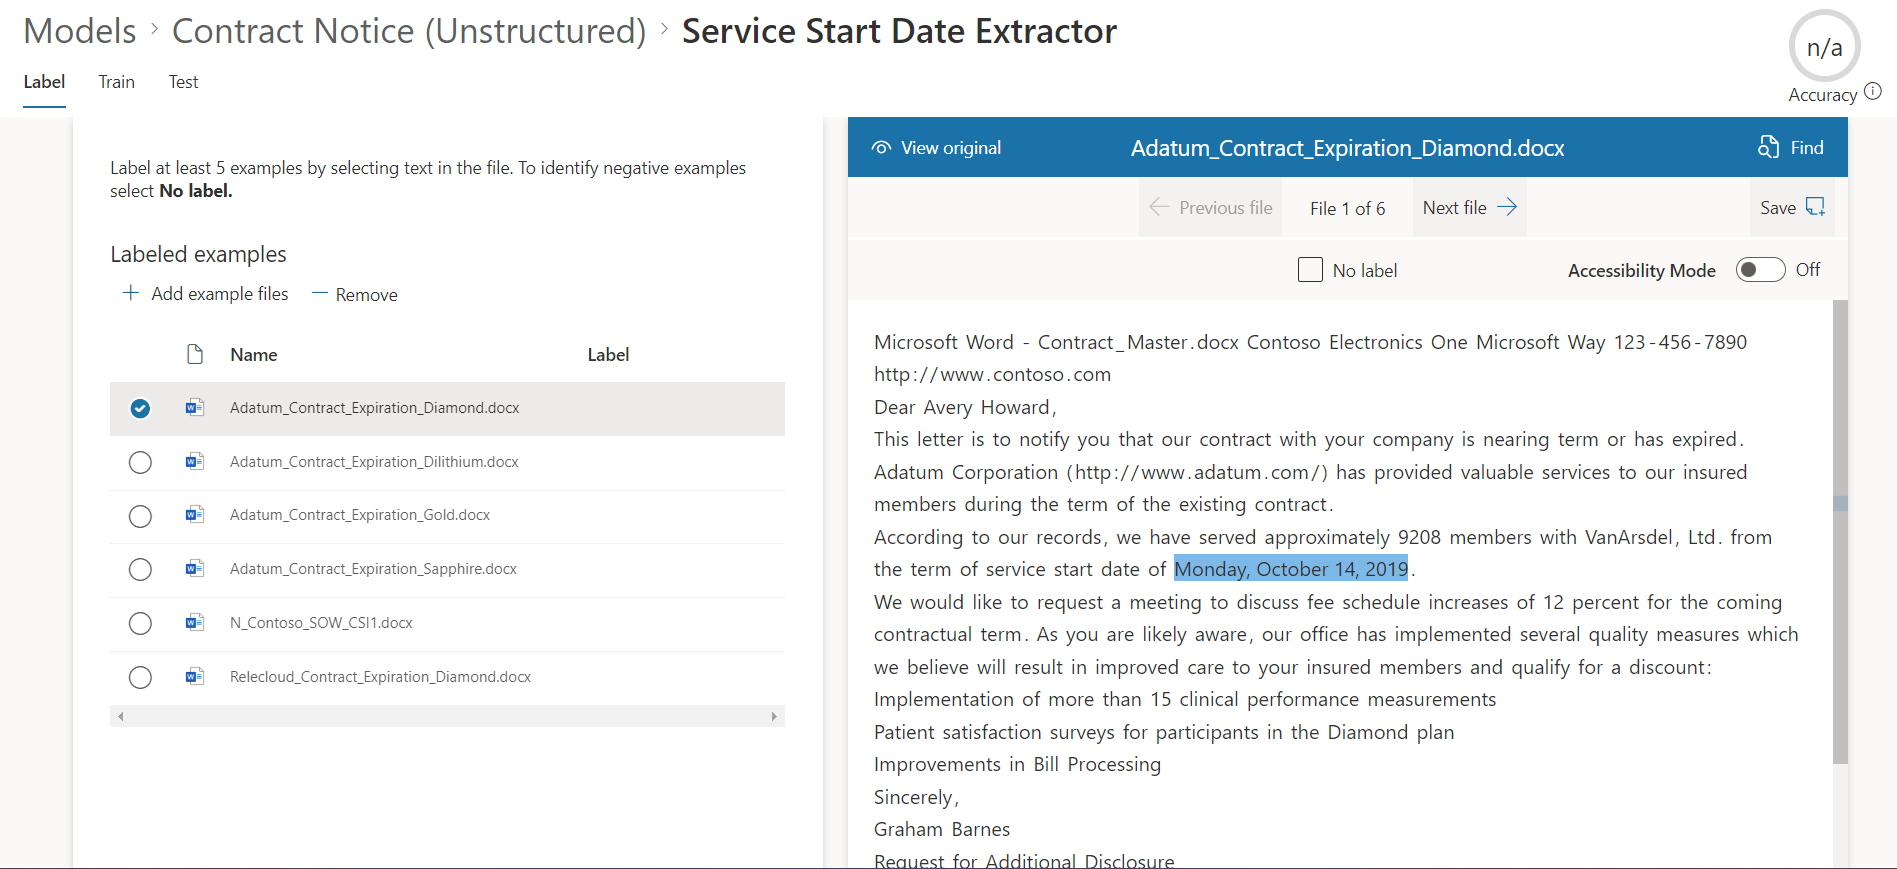 Models > Contract Notice (Unstructured) > Service Start Date Extractor
n/a
Accuracy
Label Train Test
Label at least 5 examples by selecting text in the file. To identify negative examples
select No label.
Labeled examples
+ Add example files — Remove
Name Label
Adatum_Contract_Expiration_Diamond.docx
Adatum_Contract_Expiration_Dilithium.docx
Adatum_Contract_Expiration_Gold.docx
Adatum_Contract_Expiration_Sapphire.docx
N_Contoso_SOW_CSI1.docx
Relecloud_Contract_Expiration_Diamond.docx
View original Adatum_Contract_Expiration_Diamond.docx Find
← Previous file File 1 of 6 Next file → Save
No label Accessibility Mode Off
Microsoft Word - Contract_Master.docx Contoso Electronics One Microsoft Way 123-456-7890
http://www.contoso.com
Dear Avery Howard,
This letter is to notify you that our contract with your company is nearing term or has expired.
Adatum Corporation (http://www.adatum.com/) has provided valuable services to our insured
members during the term of the existing contract.
According to our records, we have served approximately 9208 members with VanArsdel, Ltd. from
the term of service start date of Monday, October 14, 2019.
We would like to request a meeting to discuss fee schedule increases of 12 percent for the coming
contractual term. As you are likely aware, our office has implemented several quality measures which
we believe will result in improved care to your insured members and qualify for a discount:
Implementation of more than 15 clinical performance measurements
Patient satisfaction surveys for participants in the Diamond plan
Improvements in Bill Processing
Sincerely,
Graham Barnes
Request for Additional Disclosure